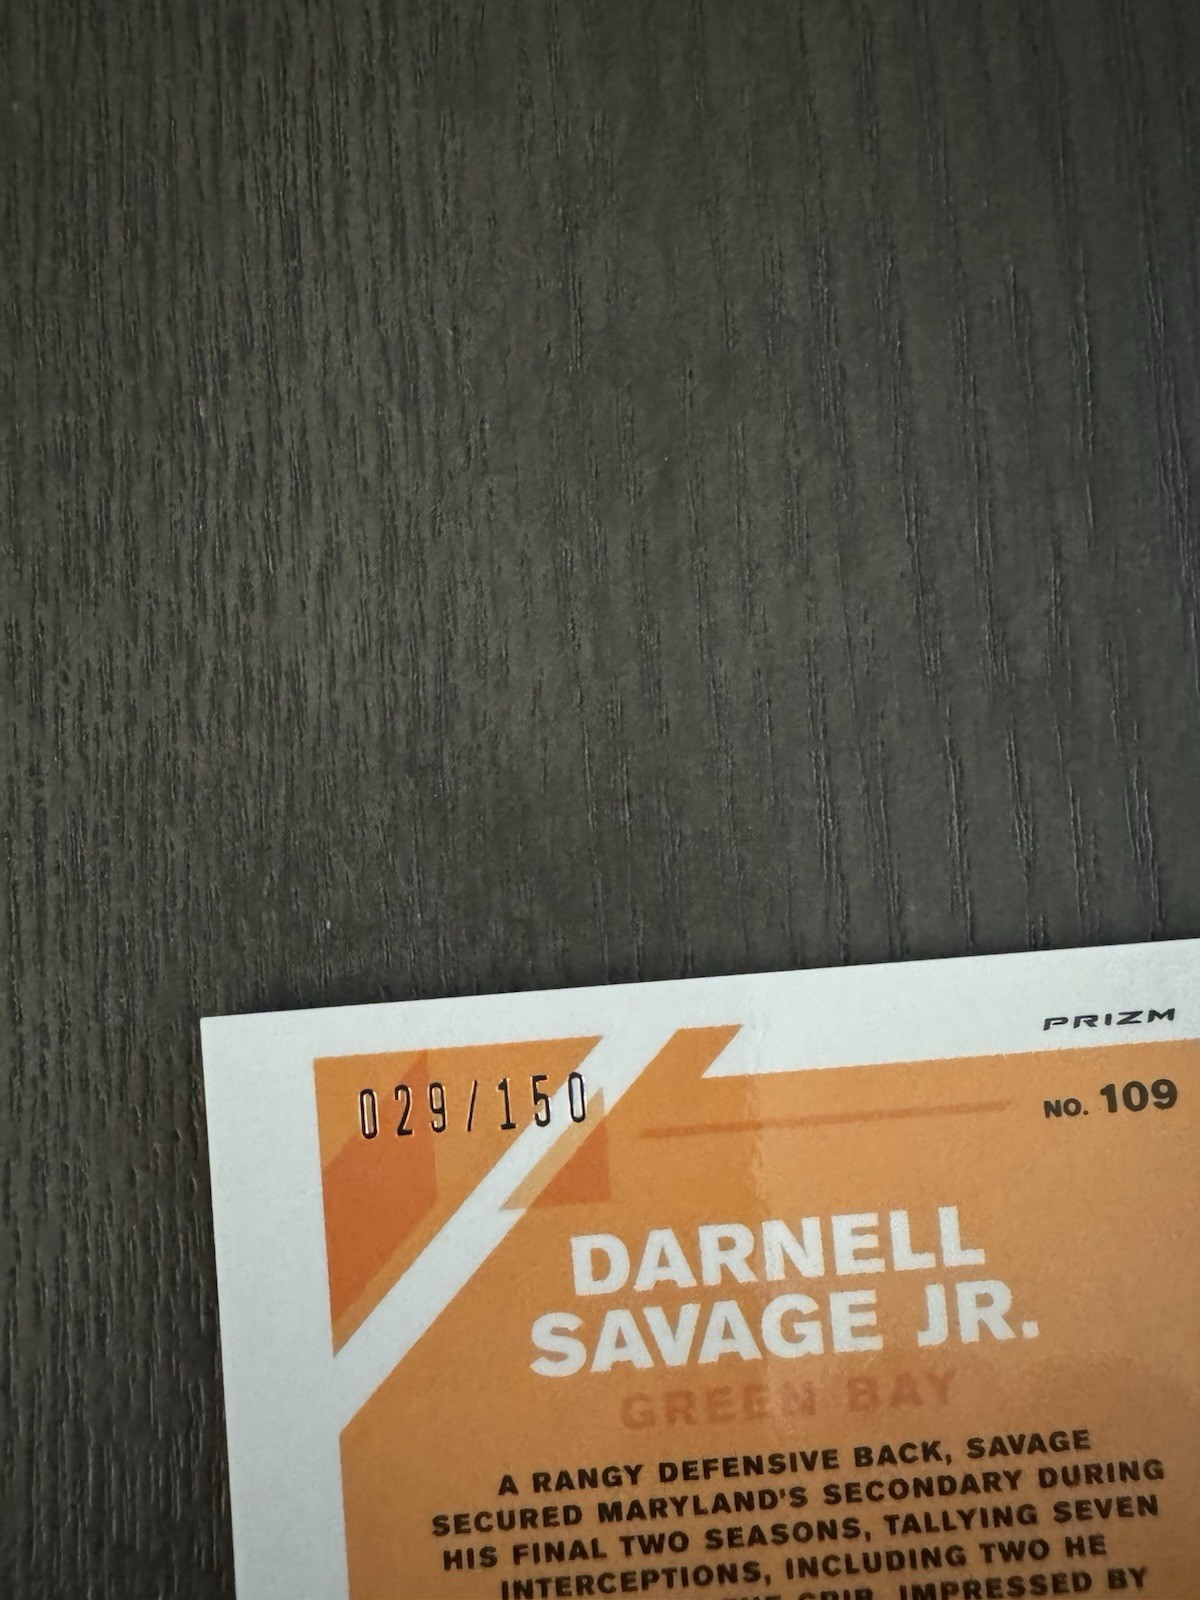 PRIZM
029/150
NO. 109
DARNELL
SAVAGE JR.
GREEN BAY
A RANGY DEFENSIVE BACK, SAVAGE
SECURED MARYLAND'S SECONDARY DURING
HIS FINAL TWO SEASONS, TALLYING SEVEN
INTERCEPTIONS, INCLUDING TWO HE
IMPRESSED BY